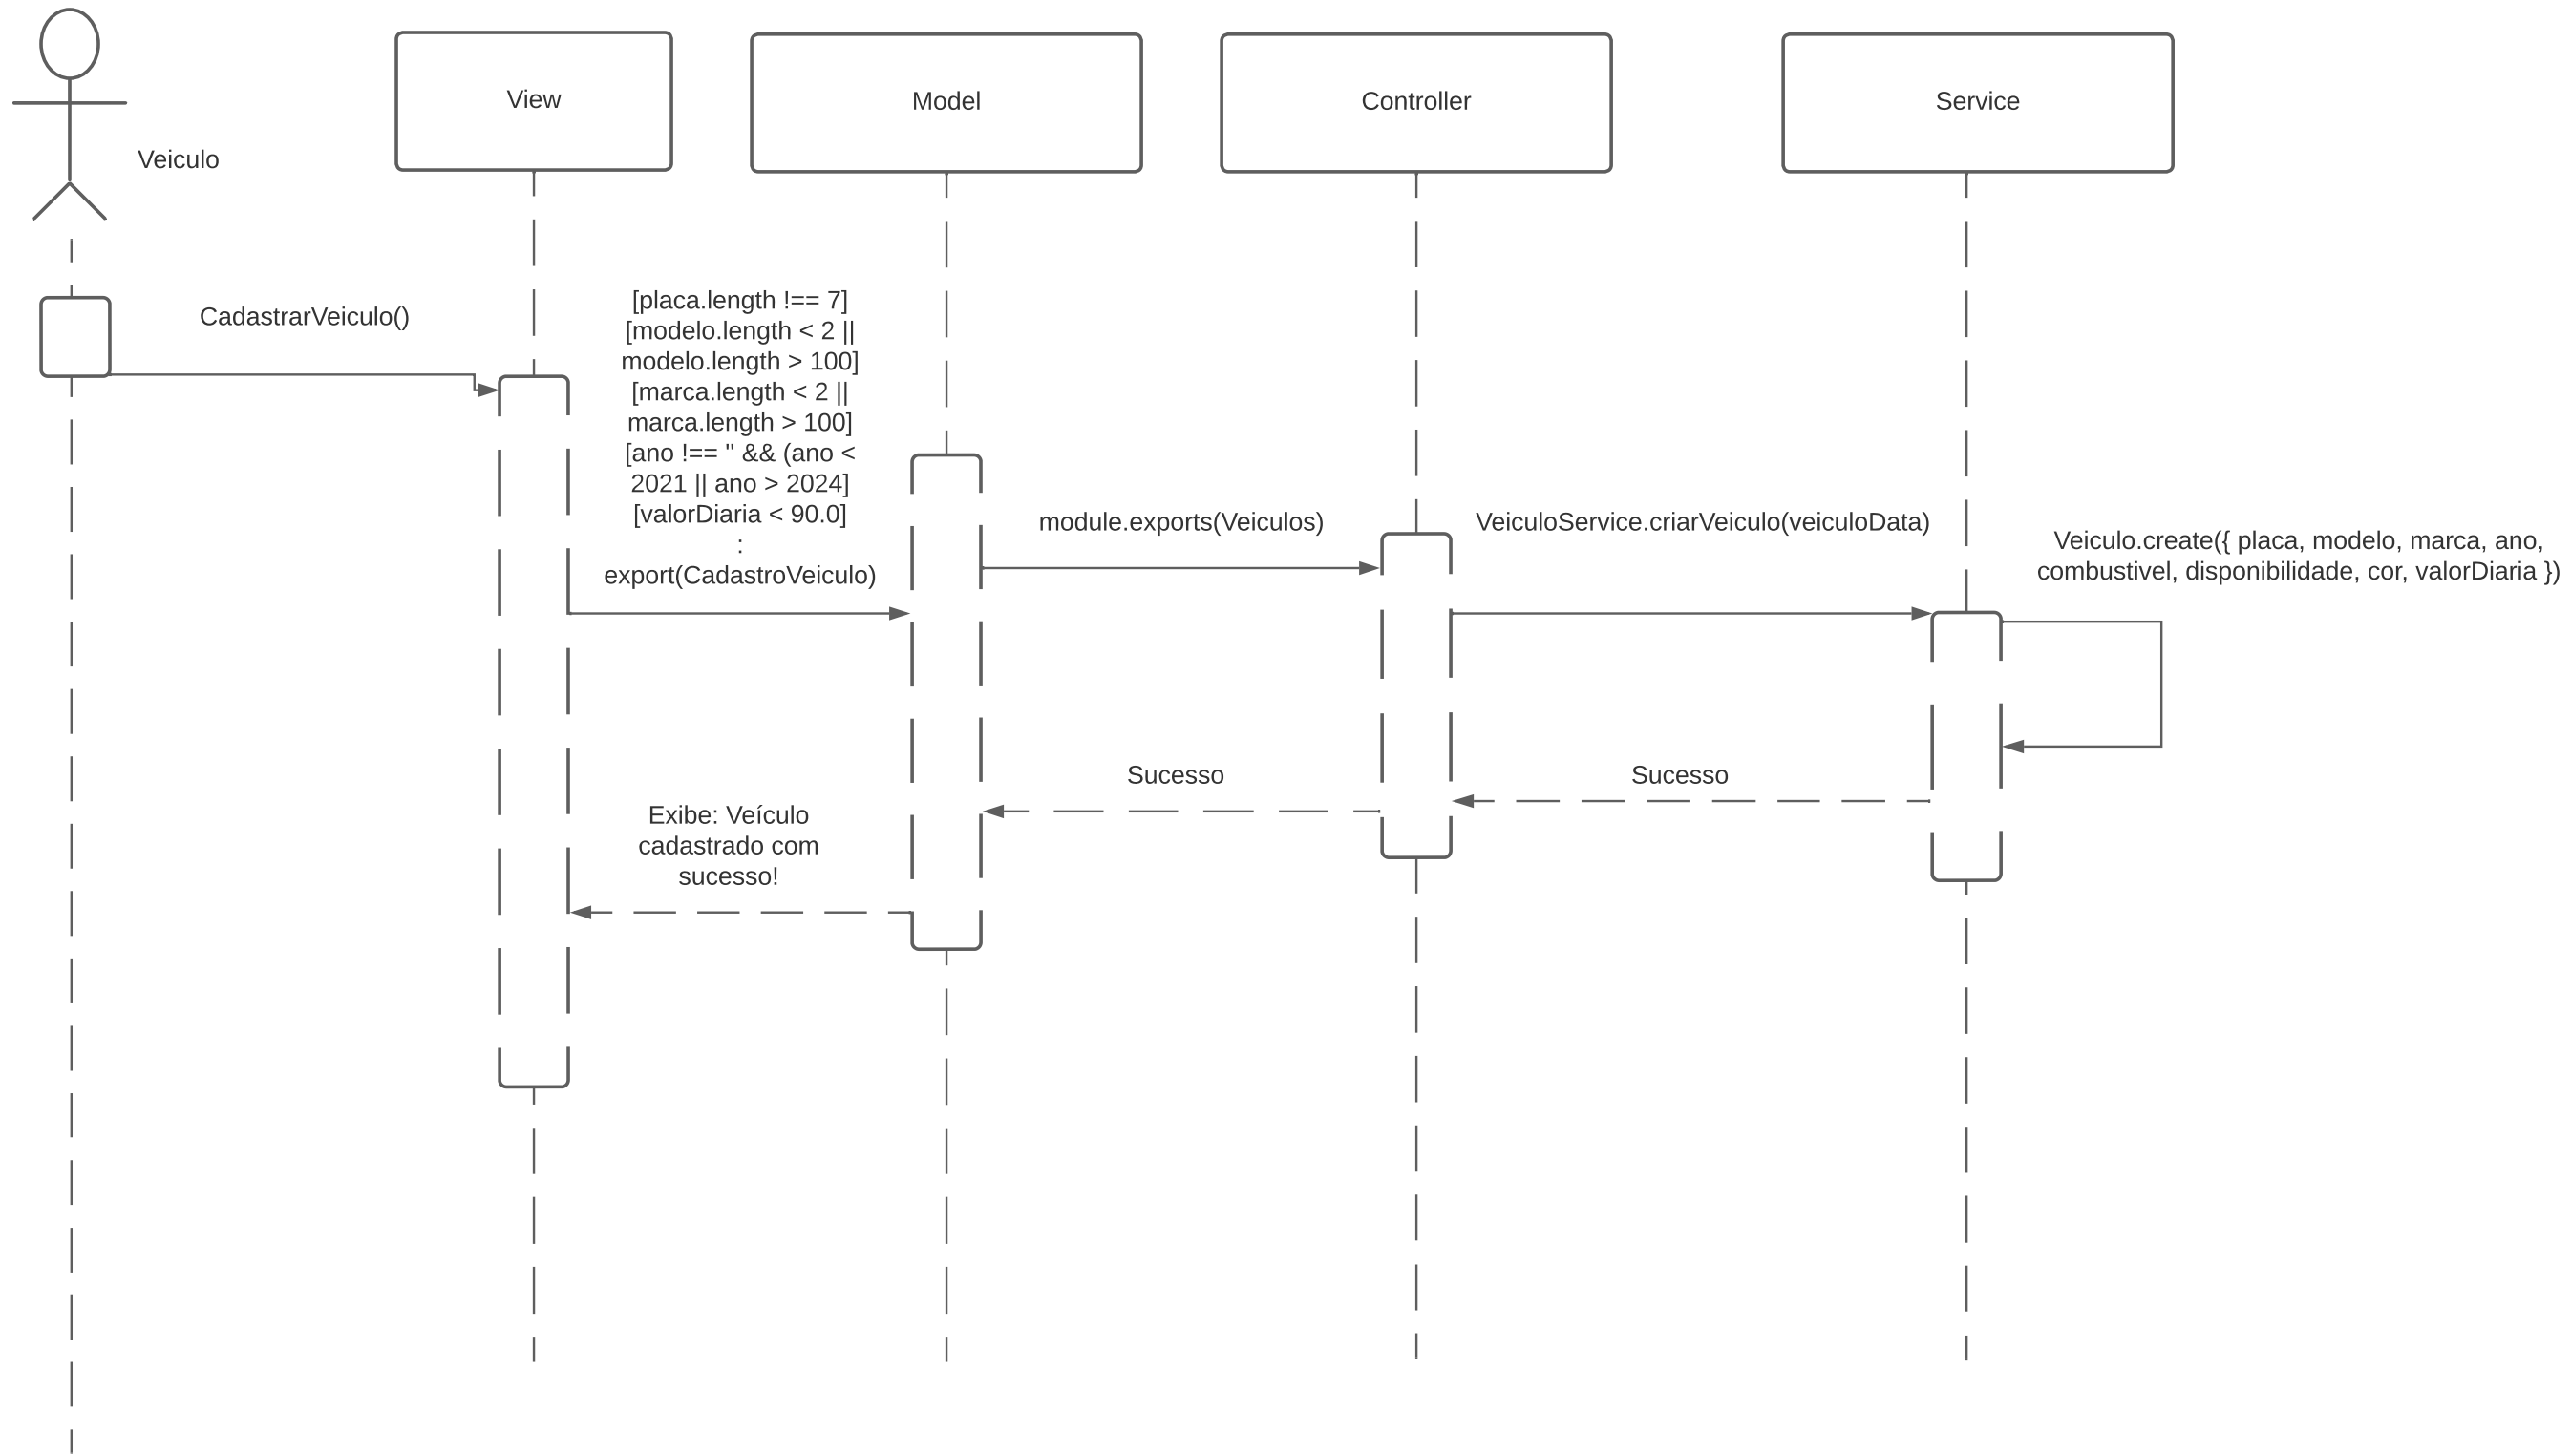 View
Model
Controller
Service
Veiculo
CadastrarVeiculo()
[placa.length !== 7]
[modelo.length < 2 ||
modelo.length > 100]
[marca.length < 2 ||
marca.length > 100]
[ano !== '' && (ano <
2021 || ano > 2024]
[valorDiaria < 90.0]
:
export(CadastroVeiculo)
module.exports(Veiculos)
VeiculoService.criarVeiculo(veiculoData)
Veiculo.create({ placa, modelo, marca, ano,
combustivel, disponibilidade, cor, valorDiaria })
Sucesso
Sucesso
Exibe: Veículo
cadastrado com
sucesso!